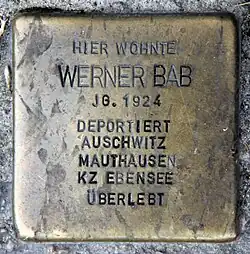 HIER WOHNTE
WERNER BAB
JG. 1924
DEPORTIERT
AUSCHWITZ
MAUTHAUSEN
KZ EBENSEE
ÜBERLEBT